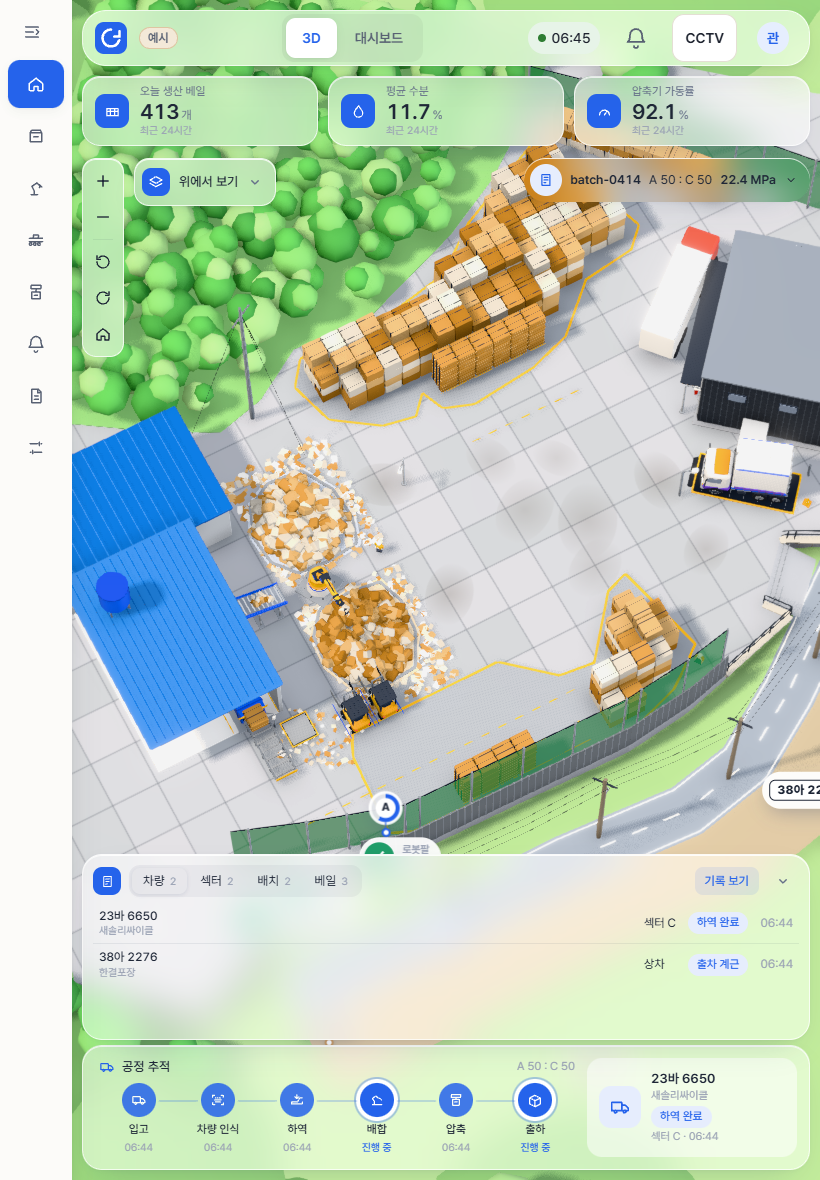 예시
3D
대시보드
06:45
CCTV
관
오늘 생산 베일
413개
최근 24시간
평균 수분
11.7%
최근 24시간
압축기 가동률
92.1%
최근 24시간
위에서 보기
batch-0414 A 50 : C 50 22.4 MPa
38아 22
A
로봇팔
차량 2
섹터 2
배치 2
베일 3
기록 보기
23바 6650
새솔리싸이클
섹터 C
하역 완료
06:44
38아 2276
한결포장
상차
출차 계근
06:44
공정 추적
A 50 : C 50
입고
06:44
차량 인식
06:44
하역
06:44
배합
진행 중
압축
06:44
출하
진행 중
23바 6650
새솔리싸이클
하역 완료
섹터 C · 06:44